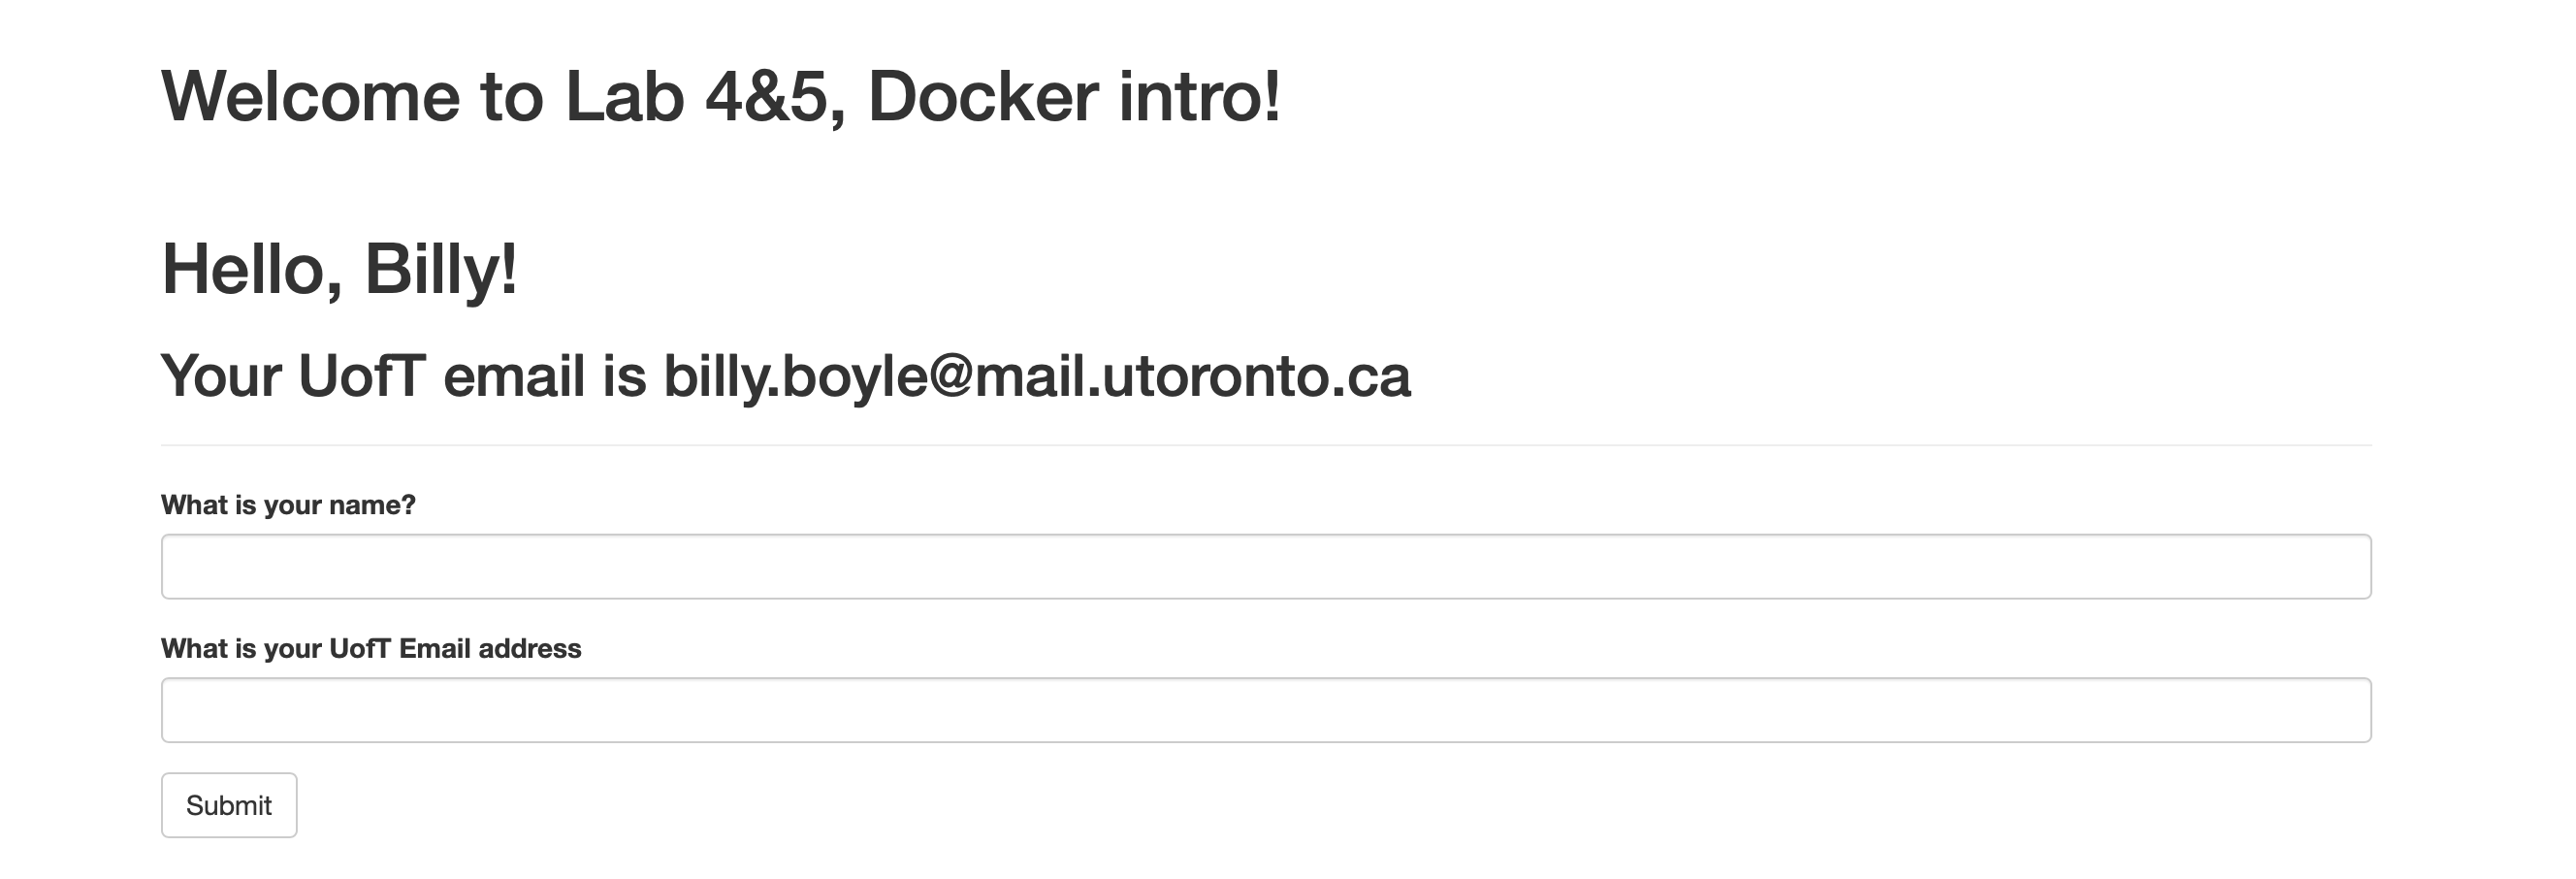 Welcome to Lab 4&5, Docker intro!
Hello, Billy!
Your UofT email is billy.boyle@mail.utoronto.ca
What is your name?
What is your UofT Email address
Submit